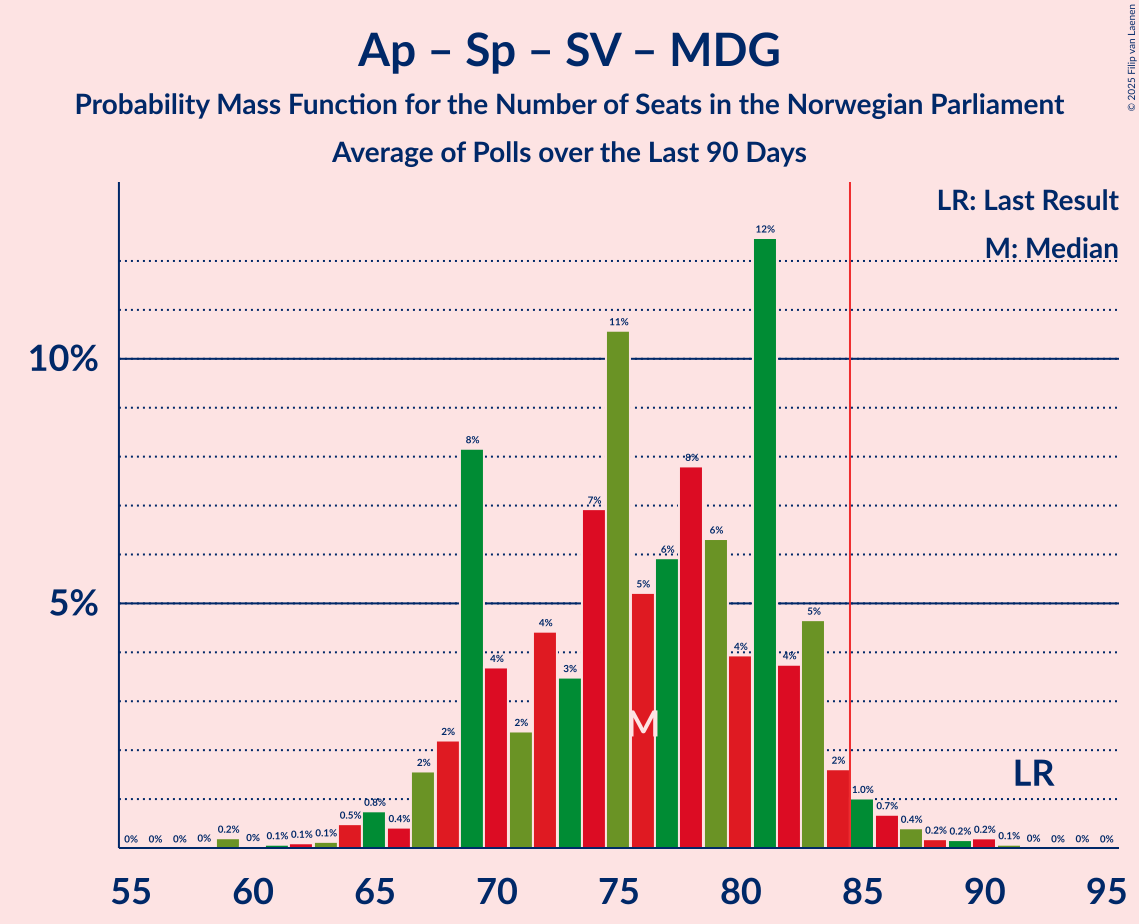 Ap – Sp – SV – MDG
Probability Mass Function for the Number of Seats in the Norwegian Parliament
Average of Polls over the Last 90 Days
© 2025 Filip van Laenen
LR: Last Result
M: Median
10%
5%
0% 0% 0% 0% 0.2% 0% 0.1% 0.1% 0.1% 0.5% 0.8% 0.4% 2% 2% 8% 4% 2% 4% 3% 7% 11% 5% 6% 8% 6% 4% 12% 4% 5% 2% 1.0% 0.7% 0.4% 0.2% 0.2% 0.2% 0.1% 0% 0% 0% 0%
M
LR
55 60 65 70 75 80 85 90 95